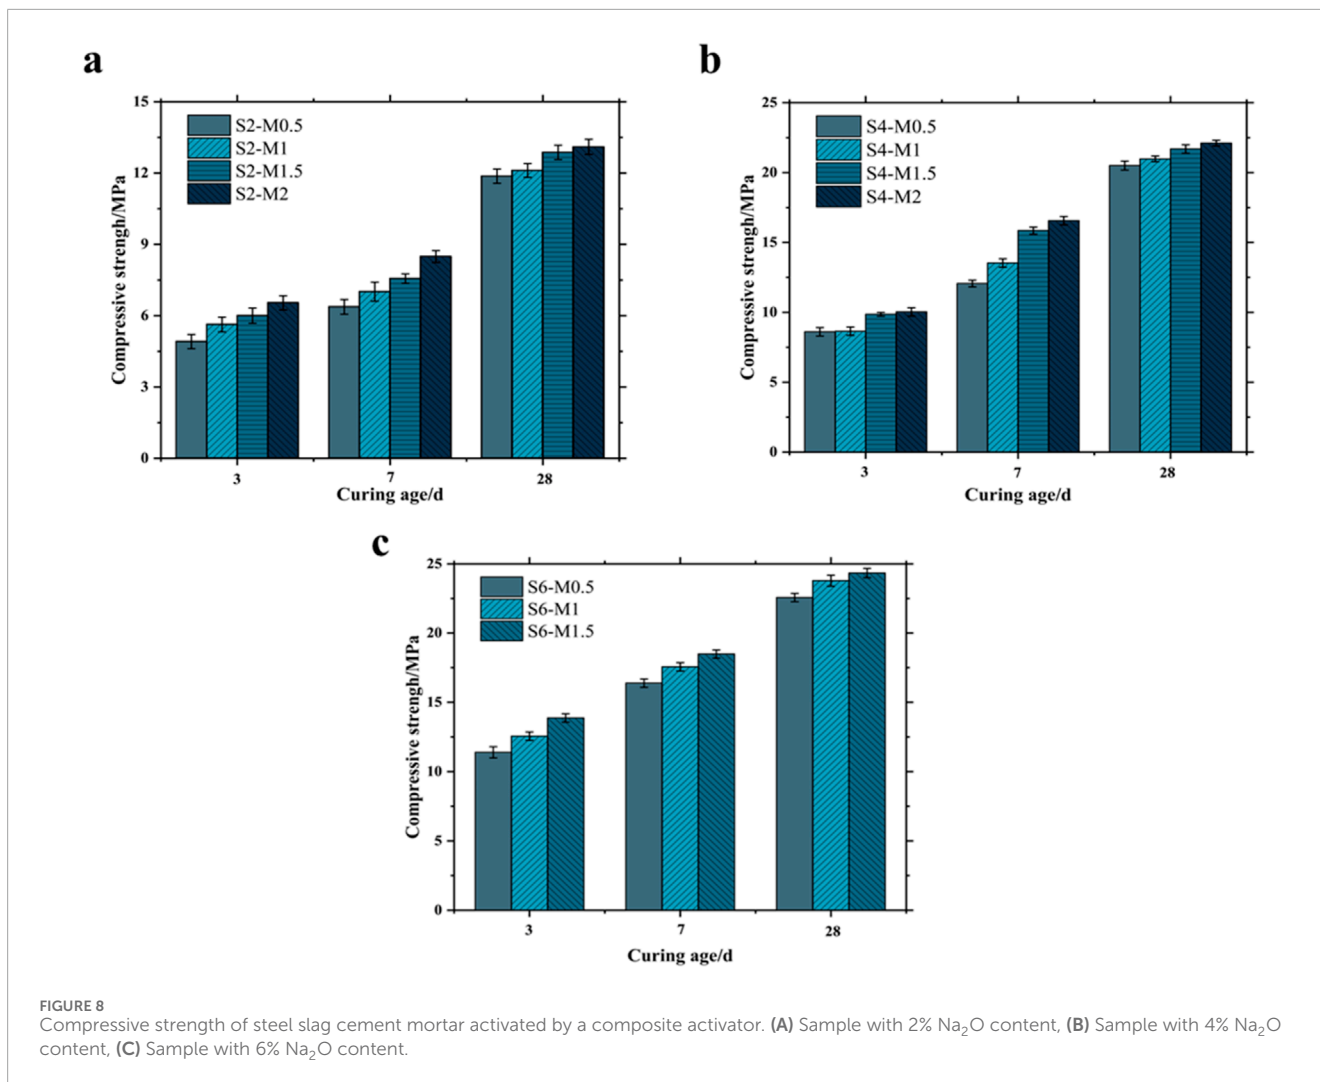 a
15
12
9
6
3
0
Compressive strengh/MPa
S2-M0.5
S2-M1
S2-M1.5
S2-M2
3 7 28
Curing age/d
b
25
20
15
10
5
0
Compressive strengh/MPa
S4-M0.5
S4-M1
S4-M1.5
S4-M2
3 7 28
Curing age/d
c
25
20
15
10
5
0
Compressive strengh/MPa
S6-M0.5
S6-M1
S6-M1.5
3 7 28
Curing age/d
FIGURE 8
Compressive strength of steel slag cement mortar activated by a composite activator. (A) Sample with 2% Na₂O content, (B) Sample with 4% Na₂O
content, (C) Sample with 6% Na₂O content.